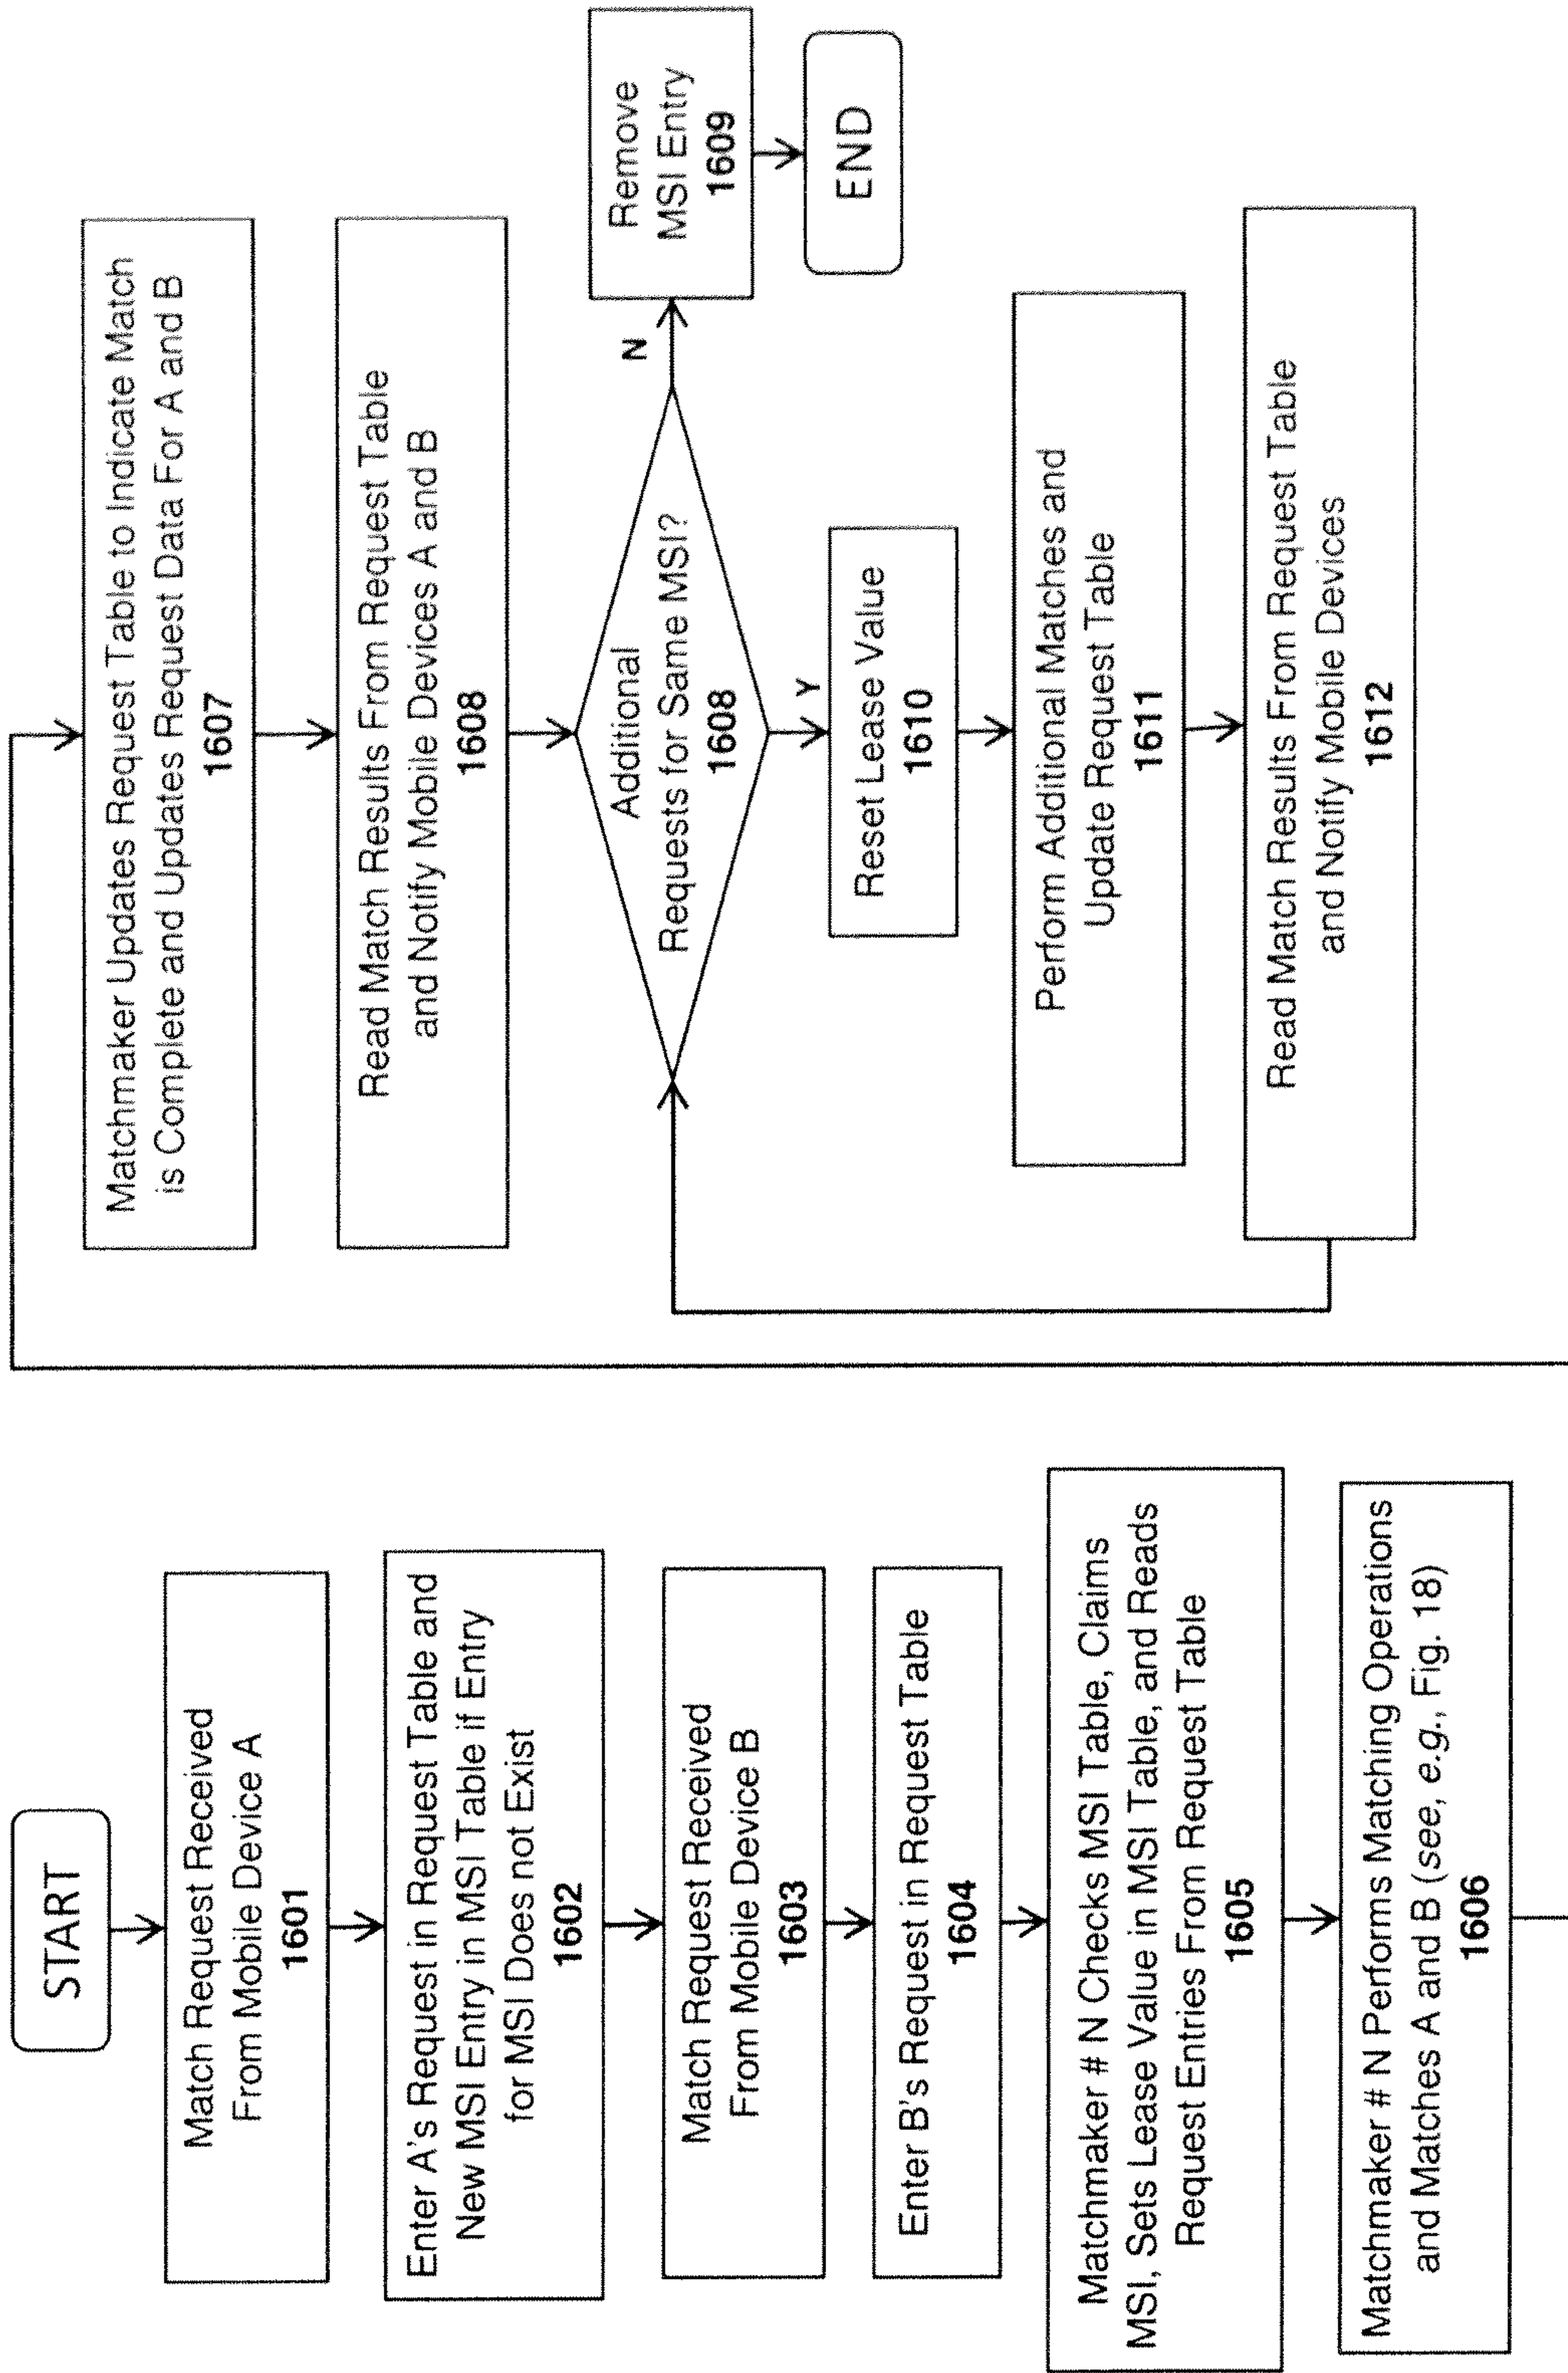 START
Match Request Received
From Mobile Device A
1601
Enter A's Request in Request Table and
New MSI Entry in MSI Table if Entry
for MSI Does not Exist
1602
Match Request Received
From Mobile Device B
1603
Enter B's Request in Request Table
1604
Matchmaker # N Checks MSI Table, Claims
MSI, Sets Lease Value in MSI Table, and Reads
Request Entries From Request Table
1605
Matchmaker # N Performs Matching Operations
and Matches A and B (see, e.g., Fig. 18)
1606
Matchmaker Updates Request Table to Indicate Match
is Complete and Updates Request Data For A and B
1607
Read Match Results From Request Table
and Notify Mobile Devices A and B
1608
Additional
Requests for Same MSI?
1608
N
Remove
MSI Entry
1609
END
Y
Reset Lease Value
1610
Perform Additional Matches and
Update Request Table
1611
Read Match Results From Request Table
and Notify Mobile Devices
1612